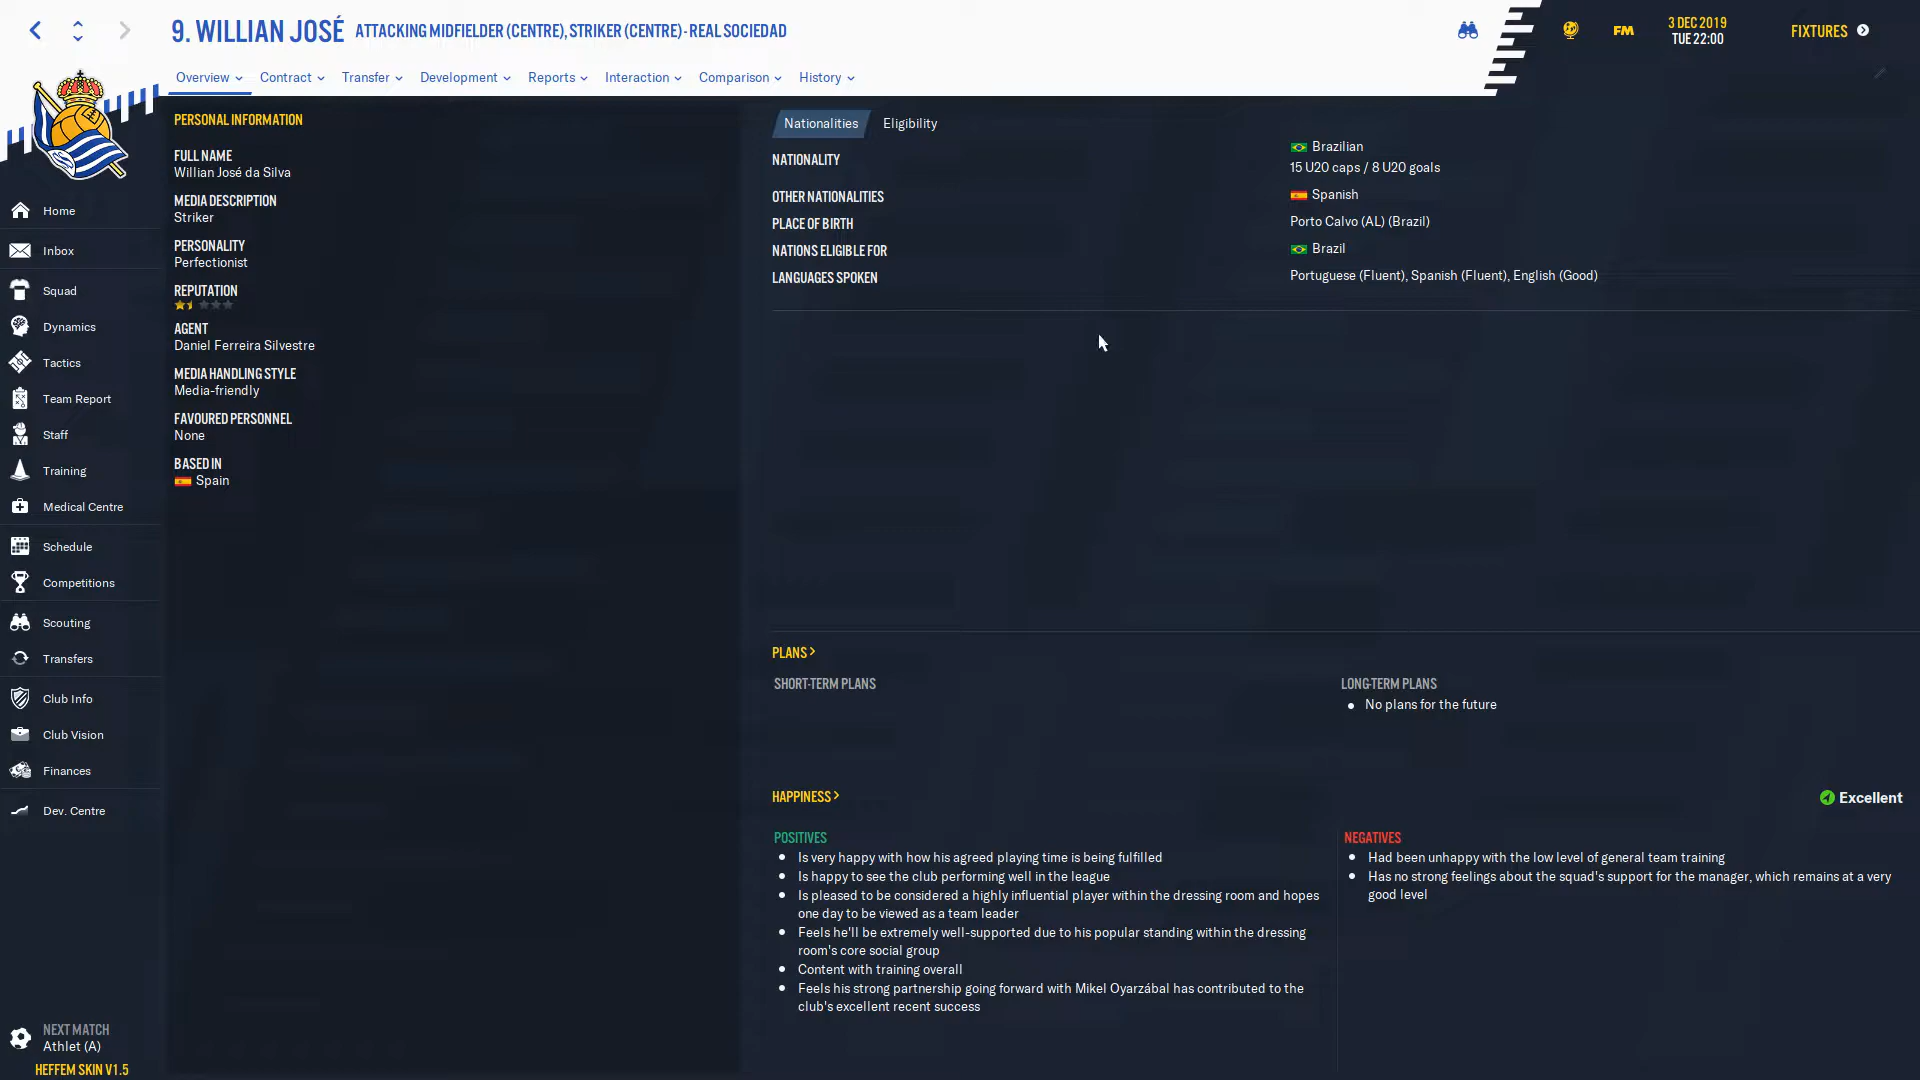 9. WILLIAN JOSÉ ATTACKING MIDFIELDER (CENTRE), STRIKER (CENTRE) - REAL SOCIEDAD
FM
3 DEC 2019
TUE 22:00
FIXTURES
Overview Contract Transfer Development Reports Interaction Comparison History
Home
Inbox
Squad
Dynamics
Tactics
Team Report
Staff
Training
Medical Centre
Schedule
Competitions
Scouting
Transfers
Club Info
Club Vision
Finances
Dev. Centre
NEXT MATCH
Athlet (A)
HEFFEM SKIN V1.5
PERSONAL INFORMATION
FULL NAME
Willian José da Silva
MEDIA DESCRIPTION
Striker
PERSONALITY
Perfectionist
REPUTATION
AGENT
Daniel Ferreira Silvestre
MEDIA HANDLING STYLE
Media-friendly
FAVOURED PERSONNEL
None
BASED IN
Spain
Nationalities Eligibility
NATIONALITY
Brazilian
15 U20 caps / 8 U20 goals
OTHER NATIONALITIES
Spanish
PLACE OF BIRTH
Porto Calvo (AL) (Brazil)
NATIONS ELIGIBLE FOR
Brazil
LANGUAGES SPOKEN
Portuguese (Fluent), Spanish (Fluent), English (Good)
PLANS >
SHORT-TERM PLANS
LONG-TERM PLANS
• No plans for the future
HAPPINESS >
Excellent
POSITIVES
• Is very happy with how his agreed playing time is being fulfilled
• Is happy to see the club performing well in the league
• Is pleased to be considered a highly influential player within the dressing room and hopes
one day to be viewed as a team leader
• Feels he'll be extremely well-supported due to his popular standing within the dressing
room's core social group
• Content with training overall
• Feels his strong partnership going forward with Mikel Oyarzábal has contributed to the
club's excellent recent success
NEGATIVES
• Had been unhappy with the low level of general team training
• Has no strong feelings about the squad's support for the manager, which remains at a very
good level